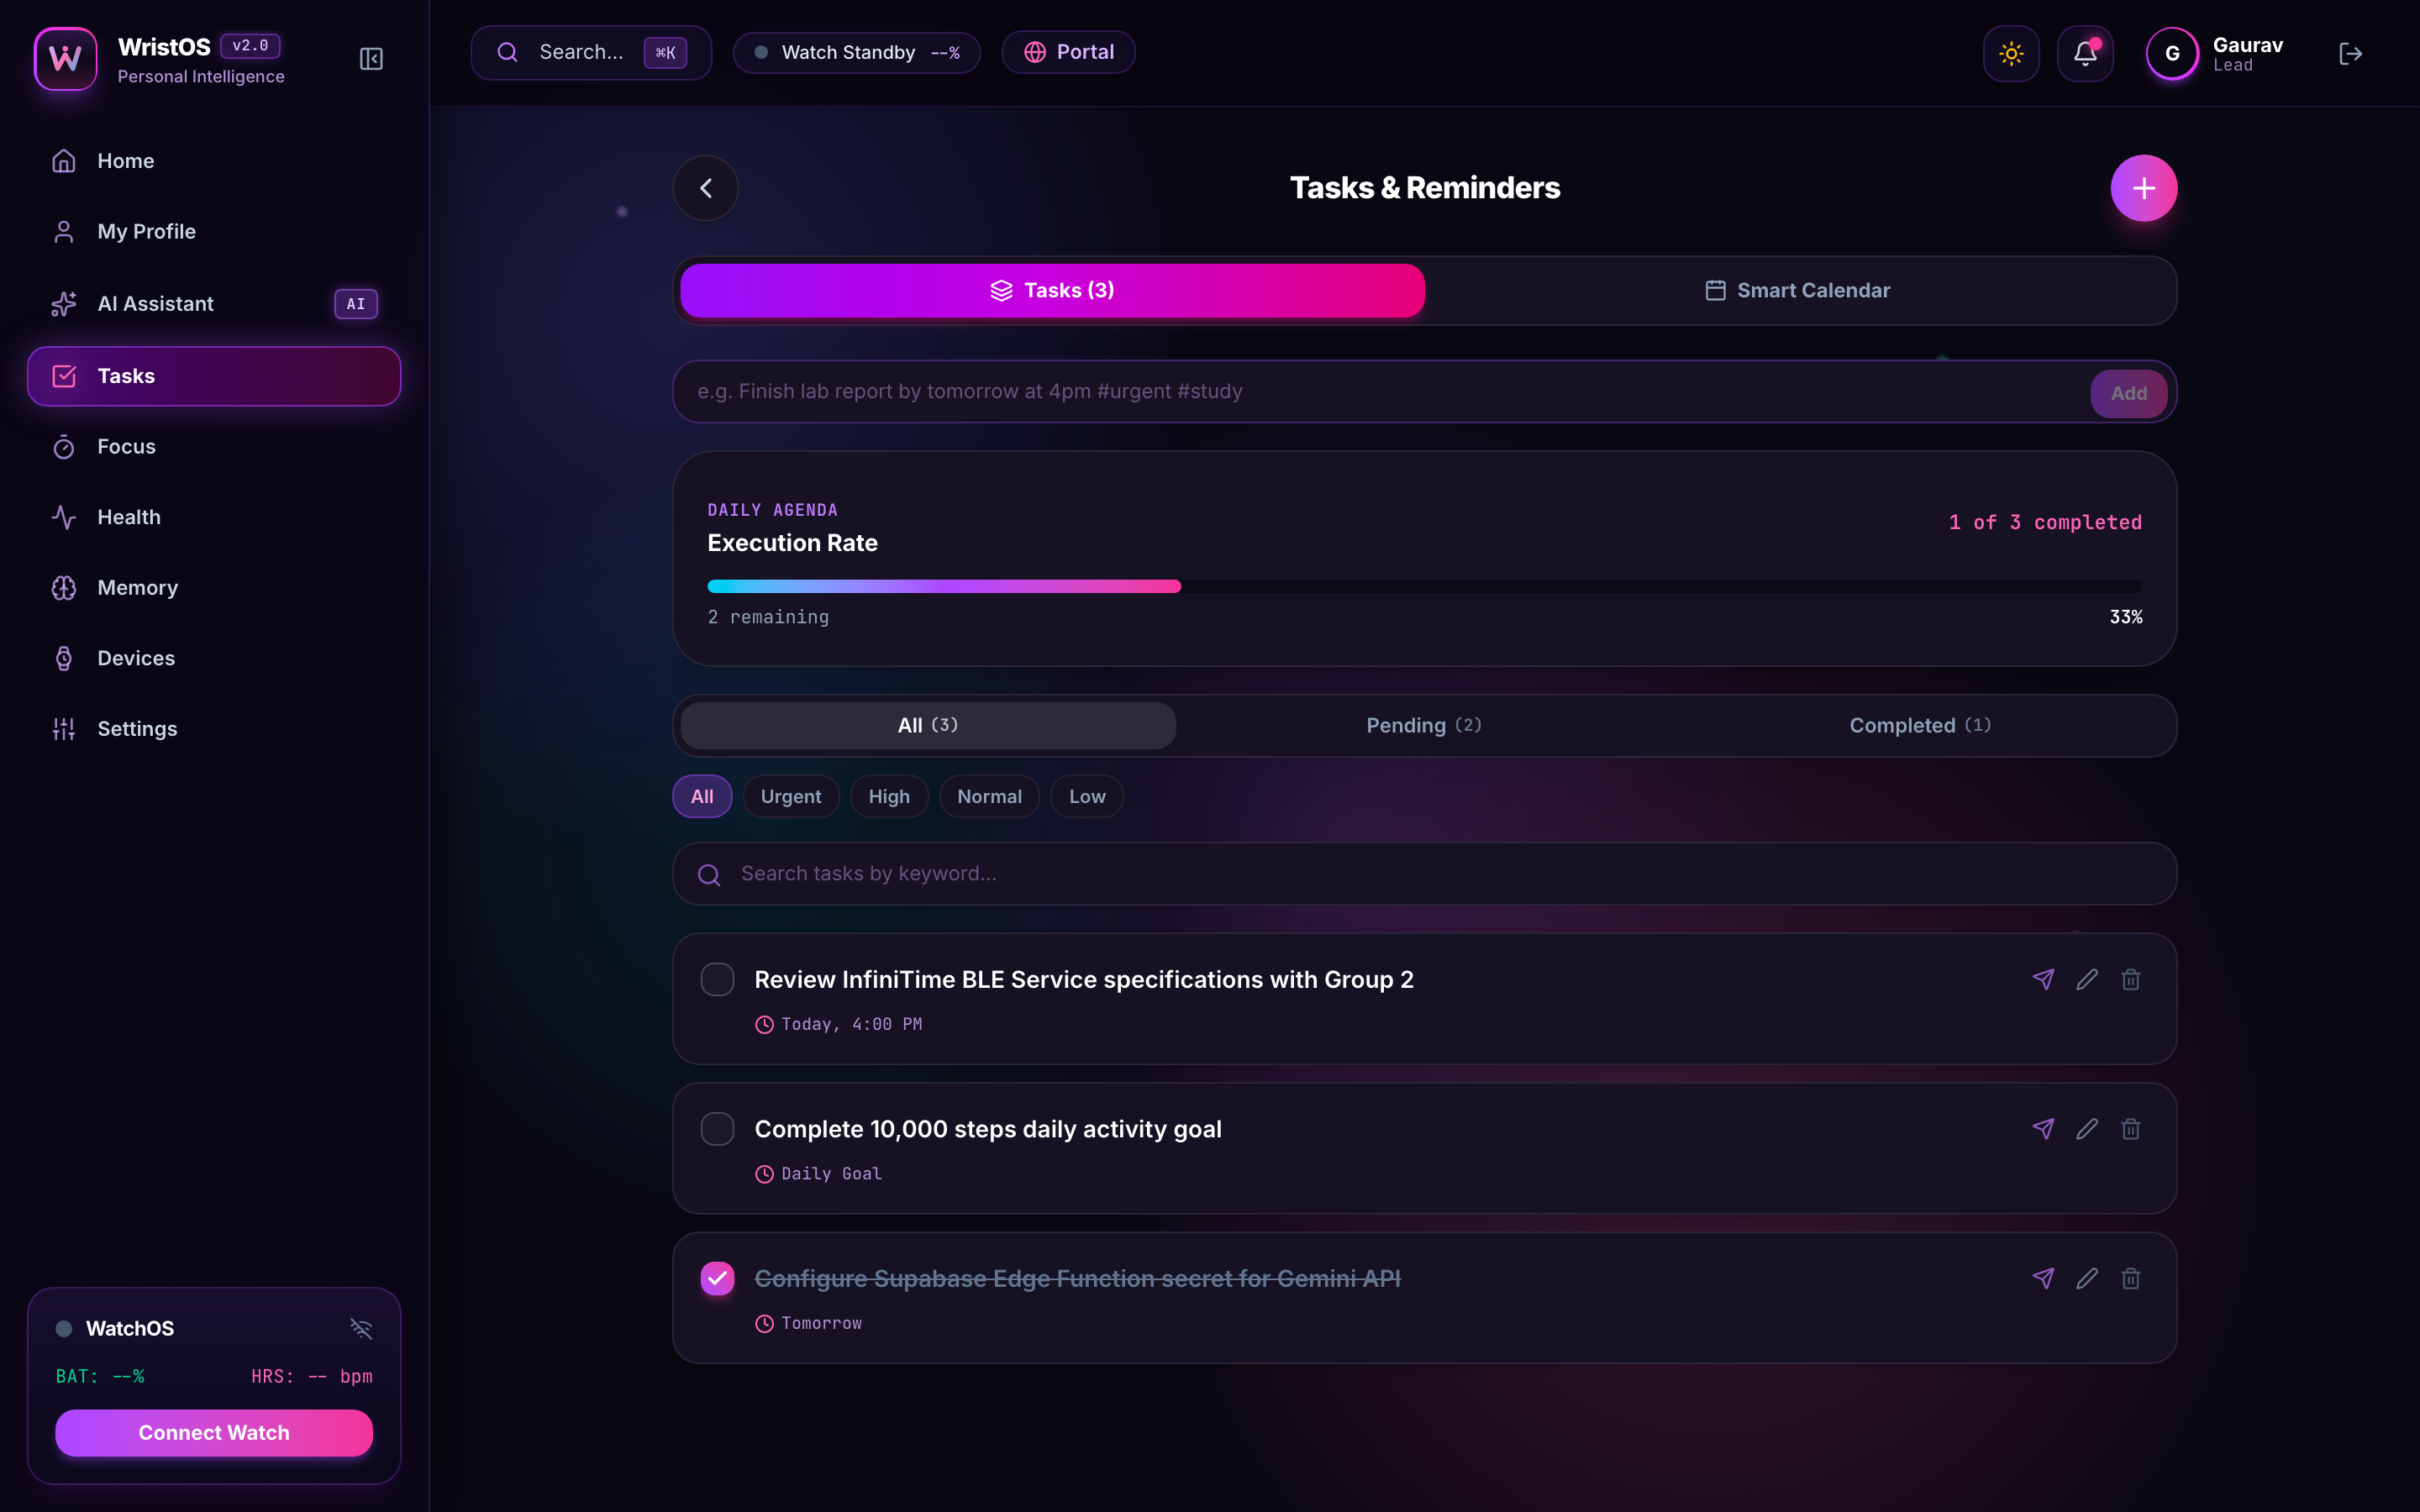 WristOS v2.0
Personal Intelligence
Home
My Profile
AI Assistant AI
Tasks
Focus
Health
Memory
Devices
Settings
WatchOS
BAT: --% HRS: -- bpm
Connect Watch
Search... ⌘K
Watch Standby --%
Portal
G
Gaurav
Lead
Tasks & Reminders
Tasks (3)
Smart Calendar
e.g. Finish lab report by tomorrow at 4pm #urgent #study
Add
DAILY AGENDA
Execution Rate
1 of 3 completed
2 remaining
33%
All (3)
Pending (2)
Completed (1)
All
Urgent
High
Normal
Low
Search tasks by keyword...
Review InfiniTime BLE Service specifications with Group 2
Today, 4:00 PM
Complete 10,000 steps daily activity goal
Daily Goal
Configure Supabase Edge Function secret for Gemini API
Tomorrow